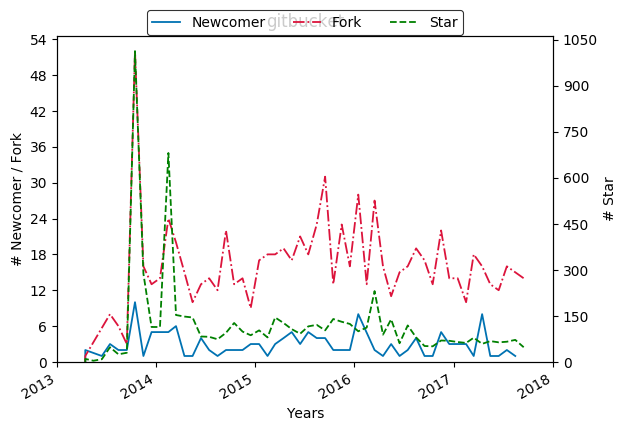 gitbucket
Newcomer Fork Star
54 1050
48 900
42 750
36 600
30 450
24 300
18 150
12 0
6
0
# Newcomer / Fork
# Star
2013 2014 2015 2016 2017 2018
Years